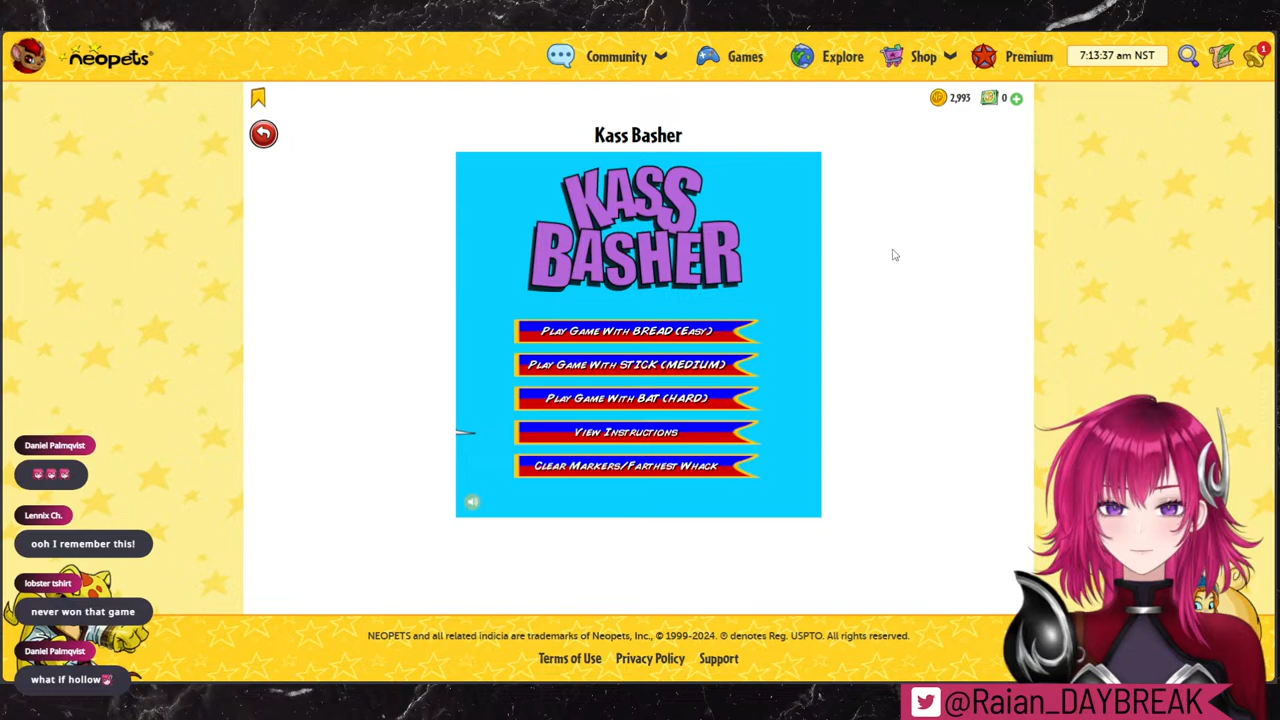 neopets
Community
Games
Explore
Shop
Premium
7:13:37 am NST
1
2,993
0
Kass Basher
KASS
BASHER
PLAY GAME WITH BREAD (EASY)
PLAY GAME WITH STICK (MEDIUM)
PLAY GAME WITH BAT (HARD)
VIEW INSTRUCTIONS
CLEAR MARKERS/FARTHEST WHACK
Daniel Palmqvist
Lennix Ch.
ooh I remember this!
lobster tshirt
never won that game
Daniel Palmqvist
what if hollow
NEOPETS and all related indicia are trademarks of Neopets, Inc., © 1999-2024. ® denotes Reg. USPTO. All rights reserved.
Terms of Use Privacy Policy Support
@Raian_DAYBREAK